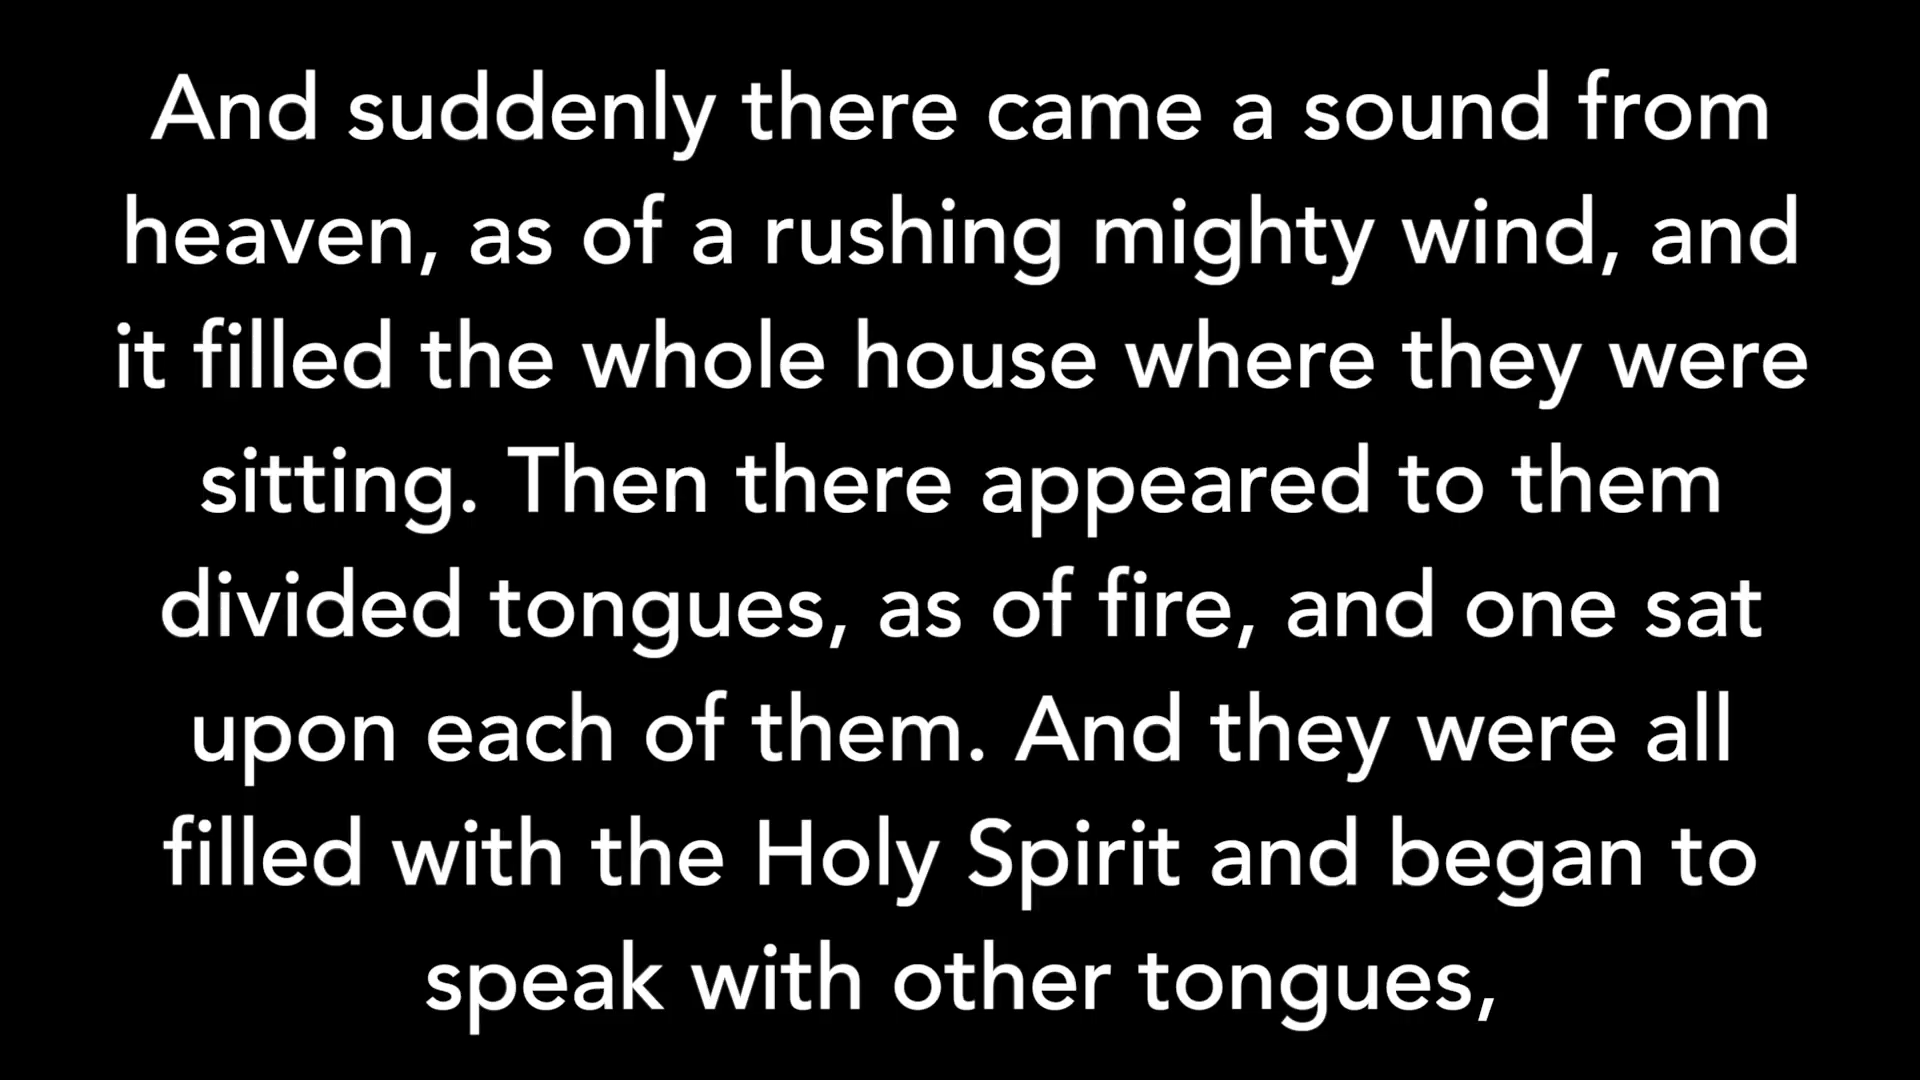 And suddenly there came a sound from
heaven, as of a rushing mighty wind, and
it filled the whole house where they were
sitting. Then there appeared to them
divided tongues, as of fire, and one sat
upon each of them. And they were all
filled with the Holy Spirit and began to
speak with other tongues,